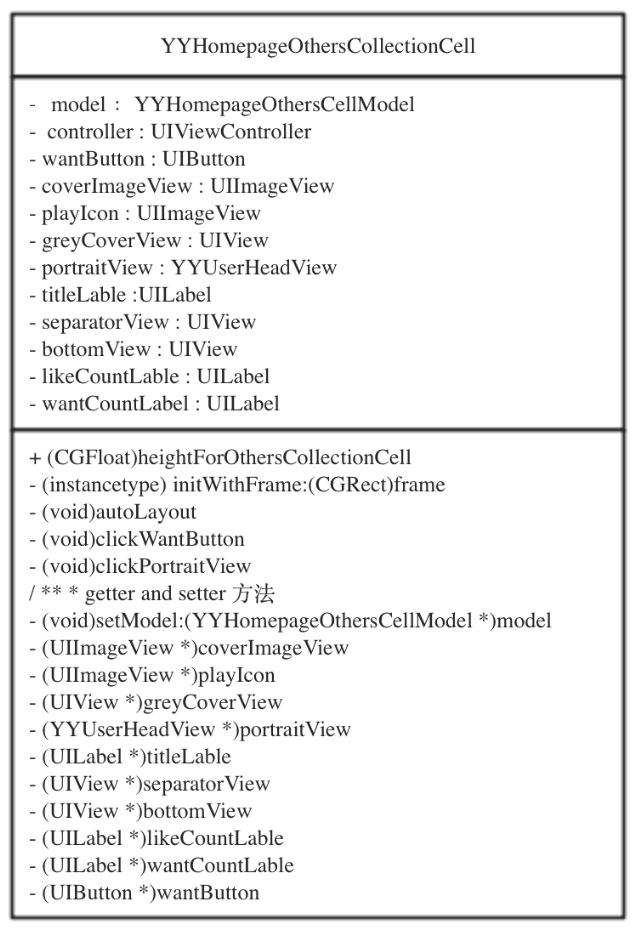 YYHomepageOthersCollectionCell
- model : YYHomepageOthersCellModel
- controller : UIViewController
- wantButton : UIButton
- coverImageView : UIImageView
- playIcon : UIImageView
- greyCoverView : UIView
- portraitView : YYUserHeadView
- titleLable :UILabel
- separatorView : UIView
- bottomView : UIView
- likeCountLable : UILabel
- wantCountLabel : UILabel
+ (CGFloat)heightForOthersCollectionCell
- (instancetype) initWithFrame:(CGRect)frame
- (void)autoLayout
- (void)clickWantButton
- (void)clickPortraitView
/ ** * getter and setter 方法
- (void)setModel:(YYHomepageOthersCellModel *)model
- (UIImageView *)coverImageView
- (UIImageView *)playIcon
- (UIView *)greyCoverView
- (YYUserHeadView *)portraitView
- (UILabel *)titleLable
- (UIView *)separatorView
- (UIView *)bottomView
- (UILabel *)likeCountLable
- (UILabel *)wantCountLable
- (UIButton *)wantButton